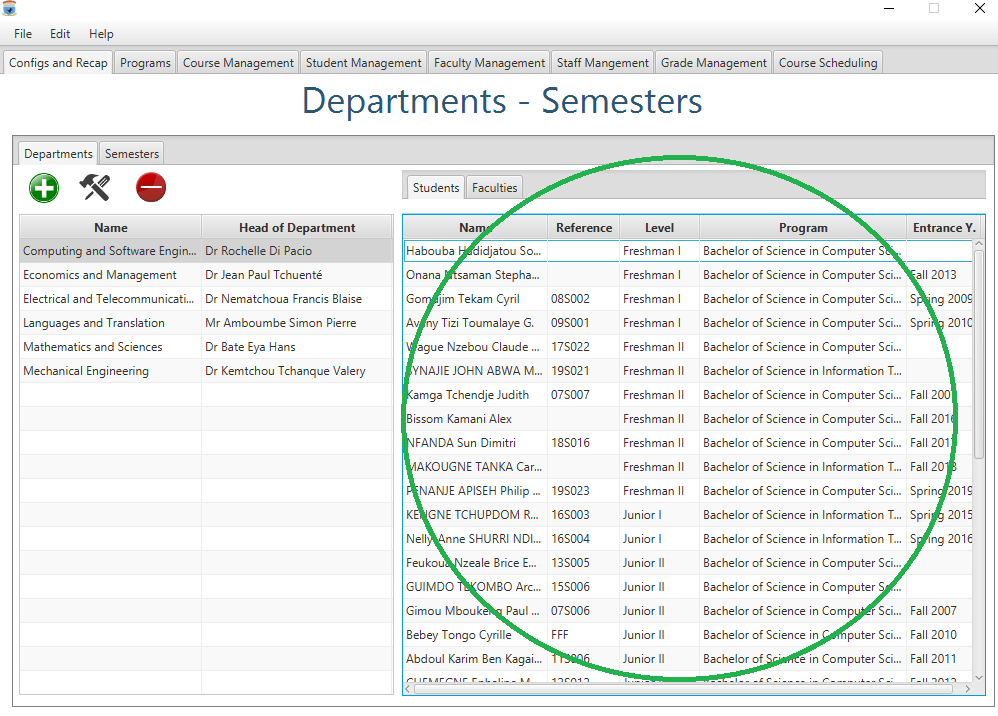 File Edit Help
Configs and Recap Programs Course Management Student Management Faculty Management Staff Mangement Grade Management Course Scheduling
Departments - Semesters
Departments Semesters
Students Faculties
Name Head of Department
Computing and Software Engin... Dr Rochelle Di Pacio
Economics and Management Dr Jean Paul Tchuenté
Electrical and Telecommunicati... Dr Nematchoua Francis Blaise
Languages and Translation Mr Amboumbe Simon Pierre
Mathematics and Sciences Dr Bate Eya Hans
Mechanical Engineering Dr Kemtchou Tchanque Valery
Name Reference Level Program Entrance Y.
Habouba Hadidjatou So... Freshman I Bachelor of Science in Computer Sci...
Onana Ntsaman Stepha... Freshman I Bachelor of Science in Computer Sci... Fall 2013
Gomdjim Tekam Cyril 08S002 Freshman I Bachelor of Science in Computer Sci... Spring 2009
Tizi Toumalaye G. 09S001 Freshman I Bachelor of Science in Computer Sci... Spring 2010
Wague Nzebou Claude ... 17S022 Freshman II Bachelor of Science in Computer Sci...
JOHN ABWA M... 19S021 Freshman II Bachelor of Science in Information T...
Kamga Tchendje Judith 07S007 Freshman II Bachelor of Science in Computer Sci... Fall 2007
Bissom Kamani Alex Freshman II Bachelor of Science in Computer Sci... Fall 2016
NFANDA Sun Dimitri 18S016 Freshman II Bachelor of Science in Computer Sci... Fall 2017
MAKOUGNE TANKA Car... Freshman II Bachelor of Science in Information T... Fall 2018
PENANJE APISEH Philip ... 19S023 Freshman II Bachelor of Science in Computer Sci... Spring 2019
KENGNE TCHUPDOM R... 16S003 Junior I Bachelor of Science in Information T... Spring 2015
Nelly-Anne SHURRI NDI... 16S004 Junior I Bachelor of Science in Computer Sci... Spring 2016
Feukoua Nzeale Brice E... 13S005 Junior II Bachelor of Science in Computer Sci...
GUIMDO TEKOMBO Arc... 15S006 Junior II Bachelor of Science in Computer Sci...
Gimou Mboukeng Paul ... 07S006 Junior II Bachelor of Science in Computer Sci... Fall 2007
Bebey Tongo Cyrille FFF Junior II Bachelor of Science in Computer Sci... Fall 2010
Abdoul Karim Ben Kagai... 11S006 Junior II Bachelor of Science in Computer Sci... Fall 2011